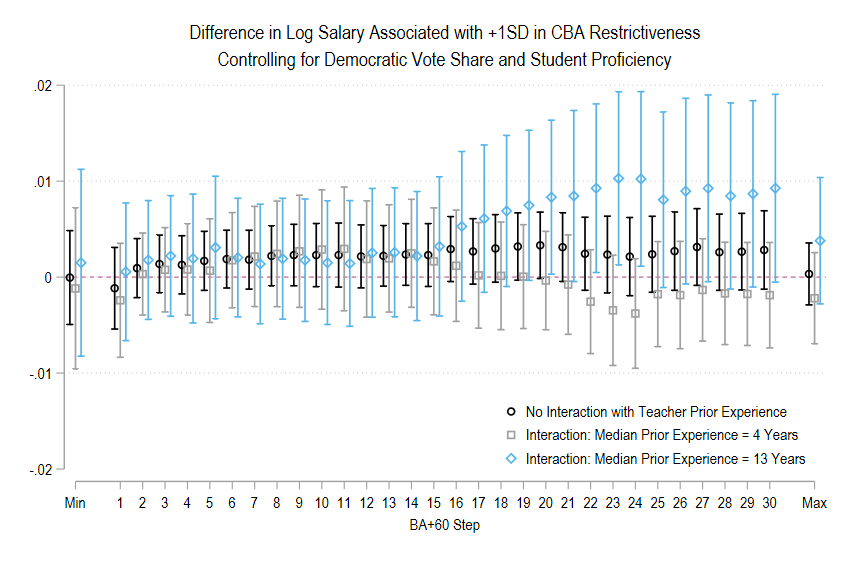 Difference in Log Salary Associated with +1SD in CBA Restrictiveness
Controlling for Democratic Vote Share and Student Proficiency
.02
.01
0
-.01
-.02
No Interaction with Teacher Prior Experience
Interaction: Median Prior Experience = 4 Years
Interaction: Median Prior Experience = 13 Years
Min 1 2 3 4 5 6 7 8 9 10 11 12 13 14 15 16 17 18 19 20 21 22 23 24 25 26 27 28 29 30 Max
BA+60 Step